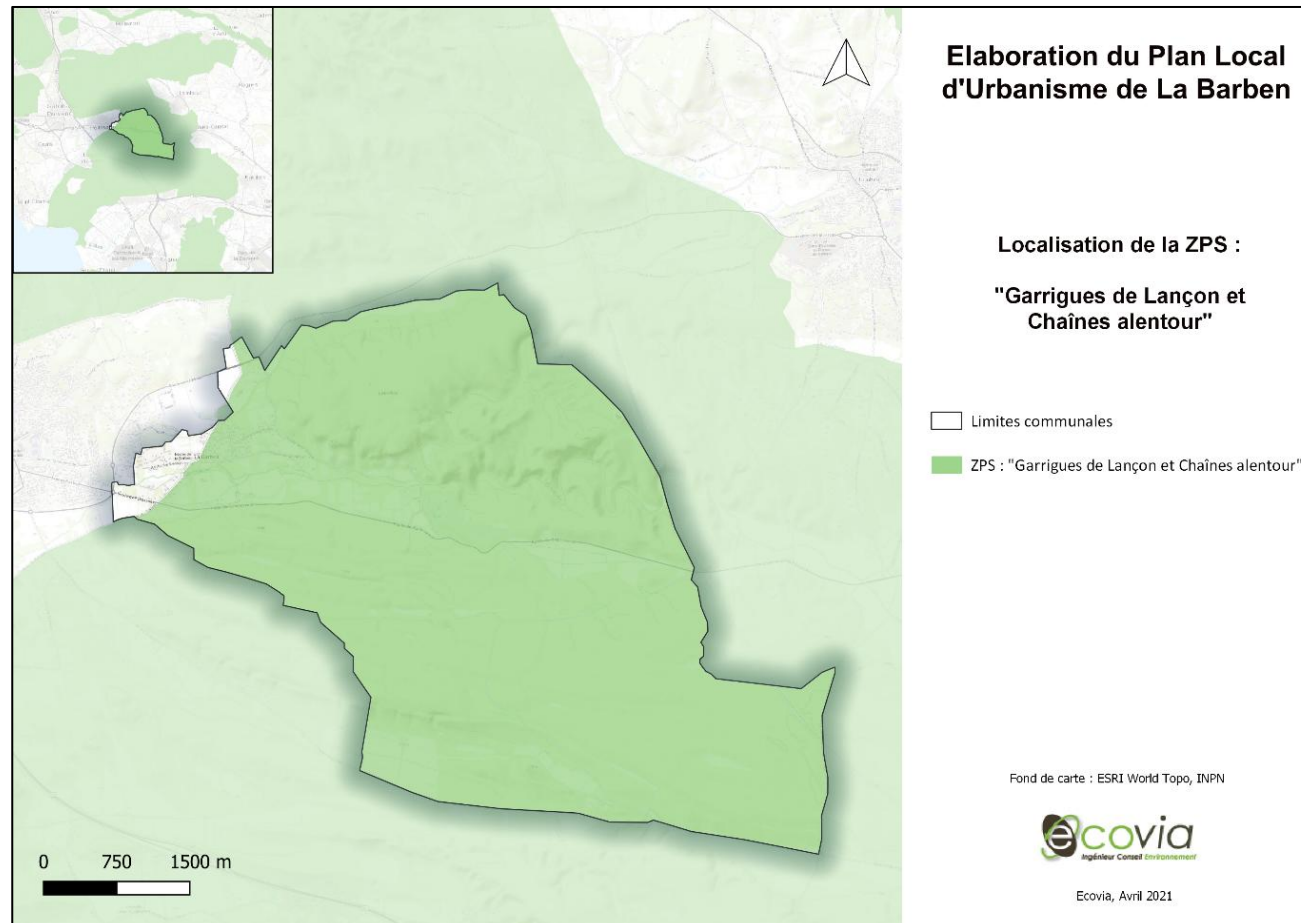 Elaboration du Plan Local
d'Urbanisme de La Barben
Localisation de la ZPS :
"Garrigues de Lançon et
Chaînes alentour"
Limites communales
ZPS : "Garrigues de Lançon et Chaînes alentour"
0 750 1500 m
Fond de carte : ESRI World Topo, INPN
ecovia
Ingénieur Conseil Environnement
Ecovia, Avril 2021